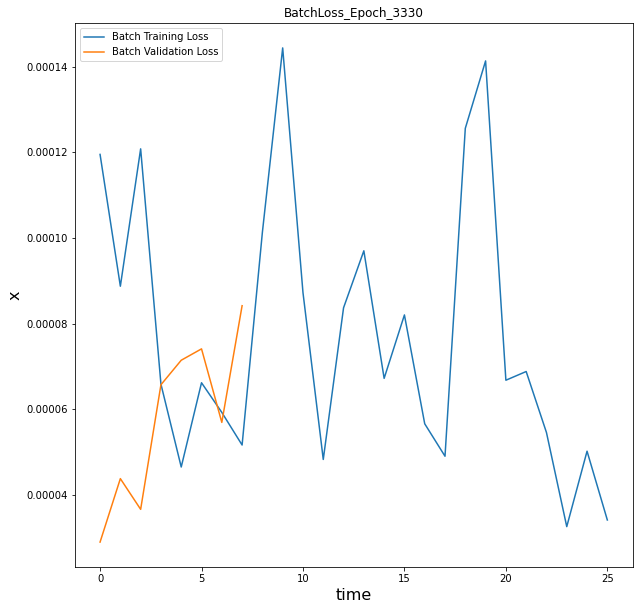 BatchLoss_Epoch_3330
Batch Training Loss
Batch Validation Loss
0.00014
0.00012
0.00010
0.00008
0.00006
0.00004
x
0 5 10 15 20 25
time